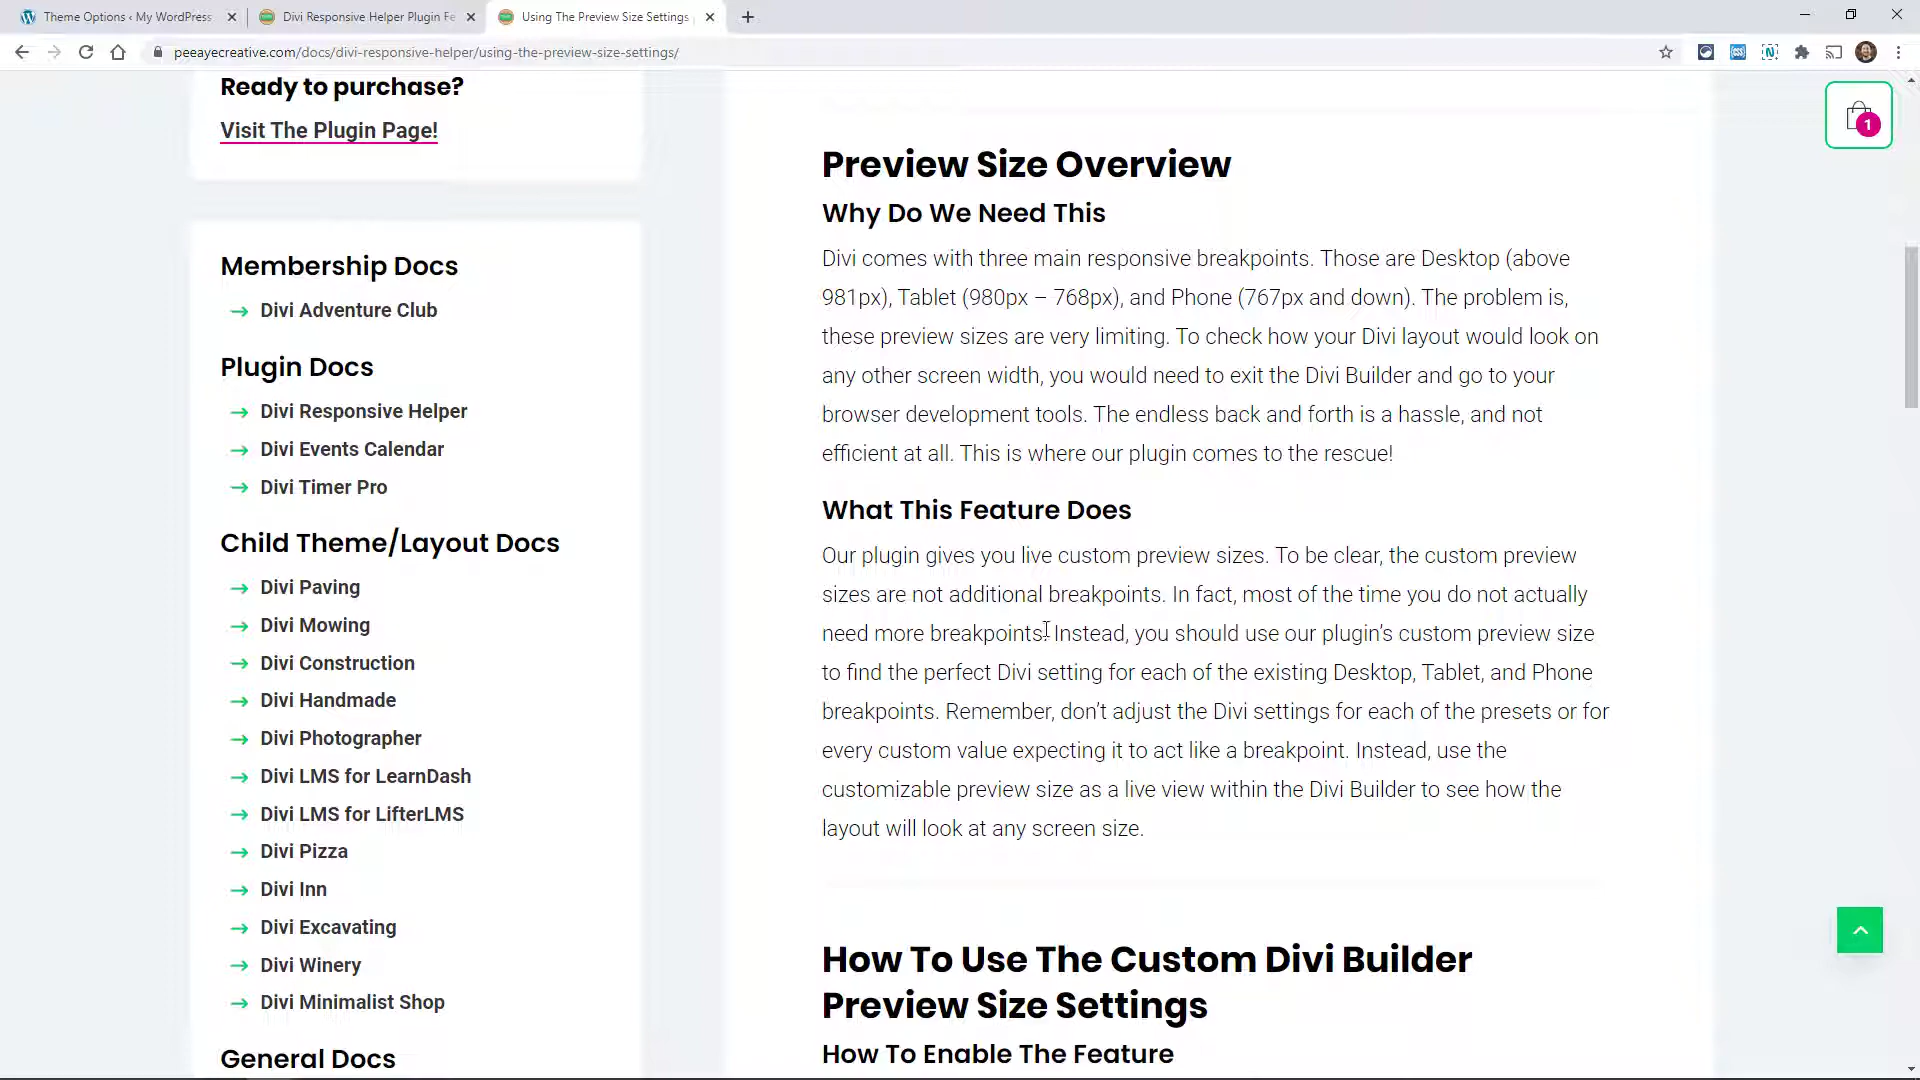 Theme Options ‹ My WordPress
Divi Responsive Helper Plugin Fe
Using The Preview Size Settings
peeayecreative.com/docs/divi-responsive-helper/using-the-preview-size-settings/
1
Ready to purchase?
Visit The Plugin Page!
Membership Docs
Divi Adventure Club
Plugin Docs
Divi Responsive Helper
Divi Events Calendar
Divi Timer Pro
Child Theme/Layout Docs
Divi Paving
Divi Mowing
Divi Construction
Divi Handmade
Divi Photographer
Divi LMS for LearnDash
Divi LMS for LifterLMS
Divi Pizza
Divi Inn
Divi Excavating
Divi Winery
Divi Minimalist Shop
General Docs
Preview Size Overview
Why Do We Need This
Divi comes with three main responsive breakpoints. Those are Desktop (above
981px), Tablet (980px – 768px), and Phone (767px and down). The problem is,
these preview sizes are very limiting. To check how your Divi layout would look on
any other screen width, you would need to exit the Divi Builder and go to your
browser development tools. The endless back and forth is a hassle, and not
efficient at all. This is where our plugin comes to the rescue!
What This Feature Does
Our plugin gives you live custom preview sizes. To be clear, the custom preview
sizes are not additional breakpoints. In fact, most of the time you do not actually
need more breakpoints. Instead, you should use our plugin’s custom preview size
to find the perfect Divi setting for each of the existing Desktop, Tablet, and Phone
breakpoints. Remember, don’t adjust the Divi settings for each of the presets or for
every custom value expecting it to act like a breakpoint. Instead, use the
customizable preview size as a live view within the Divi Builder to see how the
layout will look at any screen size.
How To Use The Custom Divi Builder
Preview Size Settings
How To Enable The Feature